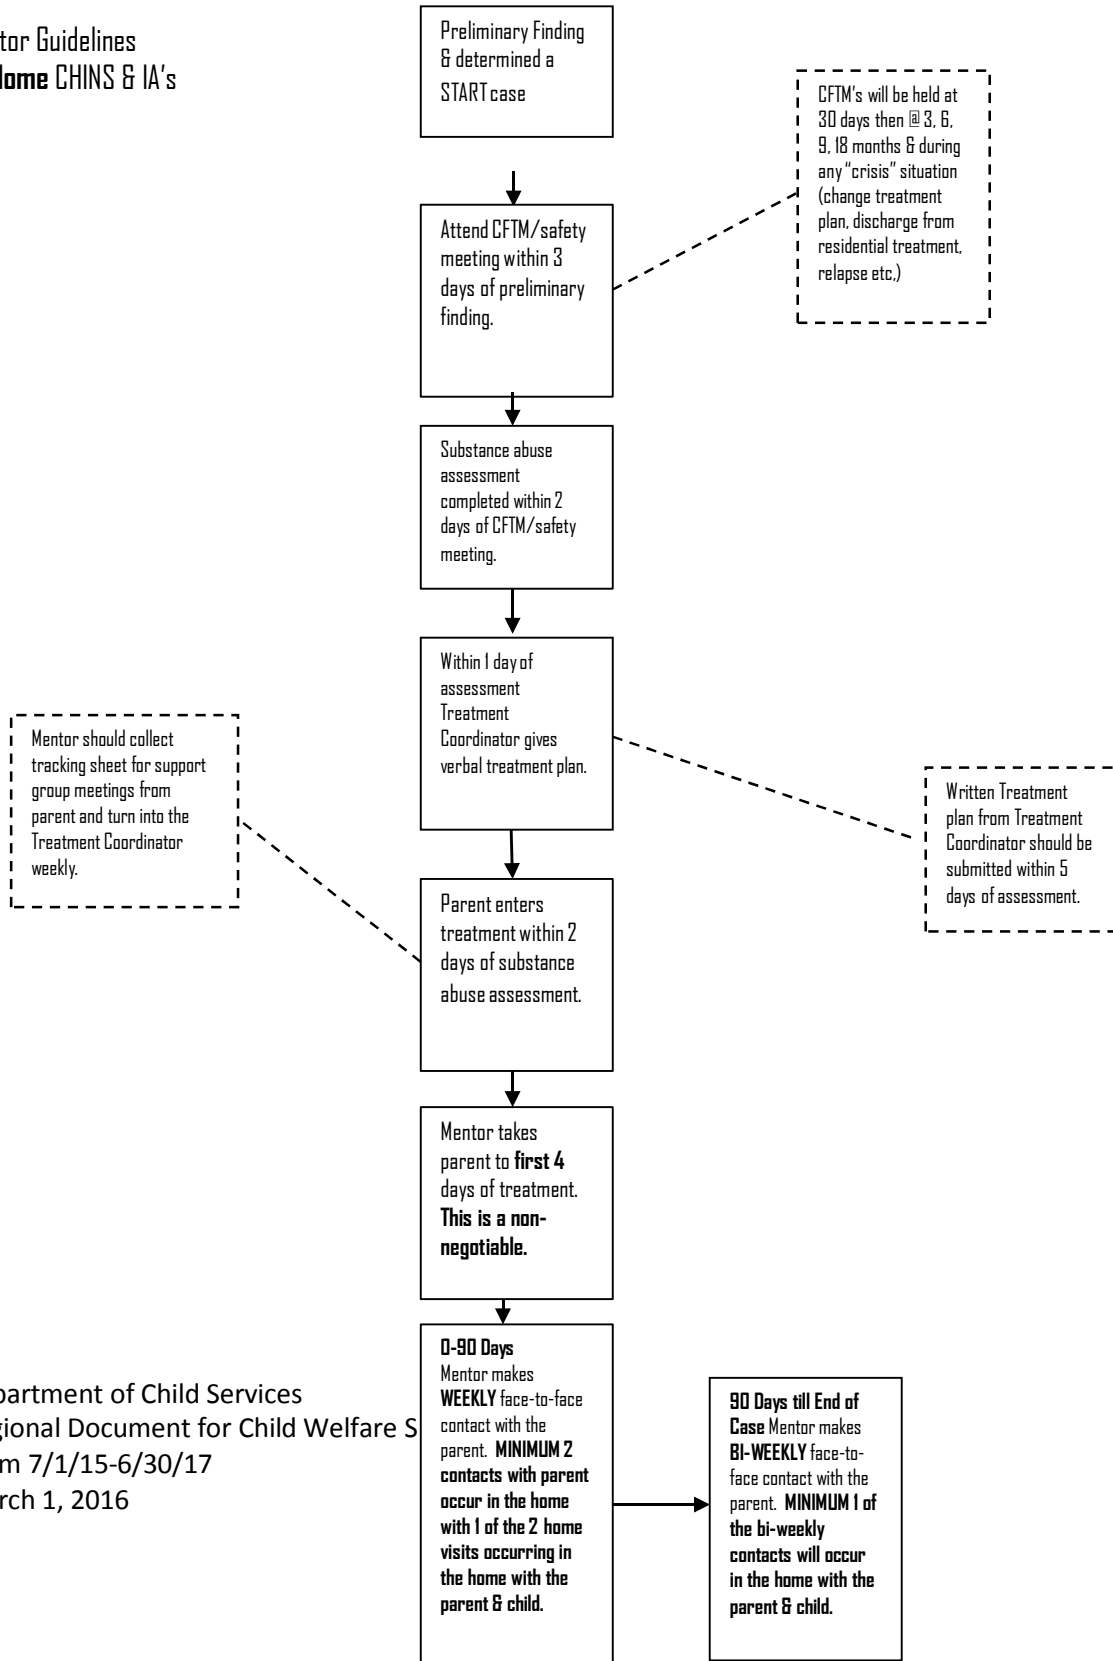 tor Guidelines
Home CHINS & IA's
Preliminary Finding
& determined a
START case
CFTM's will be held at
30 days then @ 3, 6,
9, 18 months & during
any "crisis" situation
(change treatment
plan, discharge from
residential treatment,
relapse etc,)
Attend CFTM/safety
meeting within 3
days of preliminary
finding.
Substance abuse
assessment
completed within 2
days of CFTM/safety
meeting.
Within 1 day of
assessment
Treatment
Coordinator gives
verbal treatment plan.
Mentor should collect
tracking sheet for support
group meetings from
parent and turn into the
Treatment Coordinator
weekly.
Written Treatment
plan from Treatment
Coordinator should be
submitted within 5
days of assessment.
Parent enters
treatment within 2
days of substance
abuse assessment.
Mentor takes
parent to first 4
days of treatment.
This is a non-
negotiable.
0-90 Days
Mentor makes
WEEKLY face-to-face
contact with the
parent. MINIMUM 2
contacts with parent
occur in the home
with 1 of the 2 home
visits occurring in
the home with the
parent & child.
90 Days till End of
Case Mentor makes
BI-WEEKLY face-to-
face contact with the
parent. MINIMUM 1 of
the bi-weekly
contacts will occur
in the home with the
parent & child.
partment of Child Services
gional Document for Child Welfare S
m 7/1/15-6/30/17
rch 1, 2016